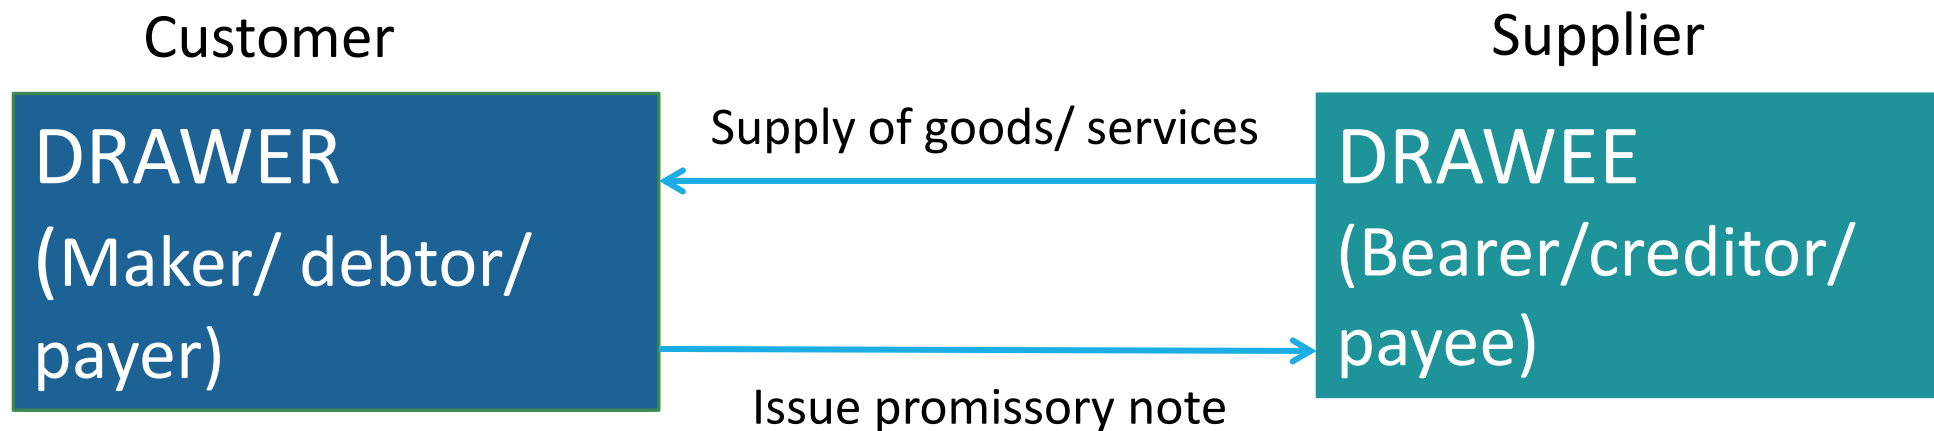 Customer
Supplier
DRAWER
(Maker/ debtor/
payer)
Supply of goods/ services
Issue promissory note
DRAWEE
(Bearer/creditor/
payee)